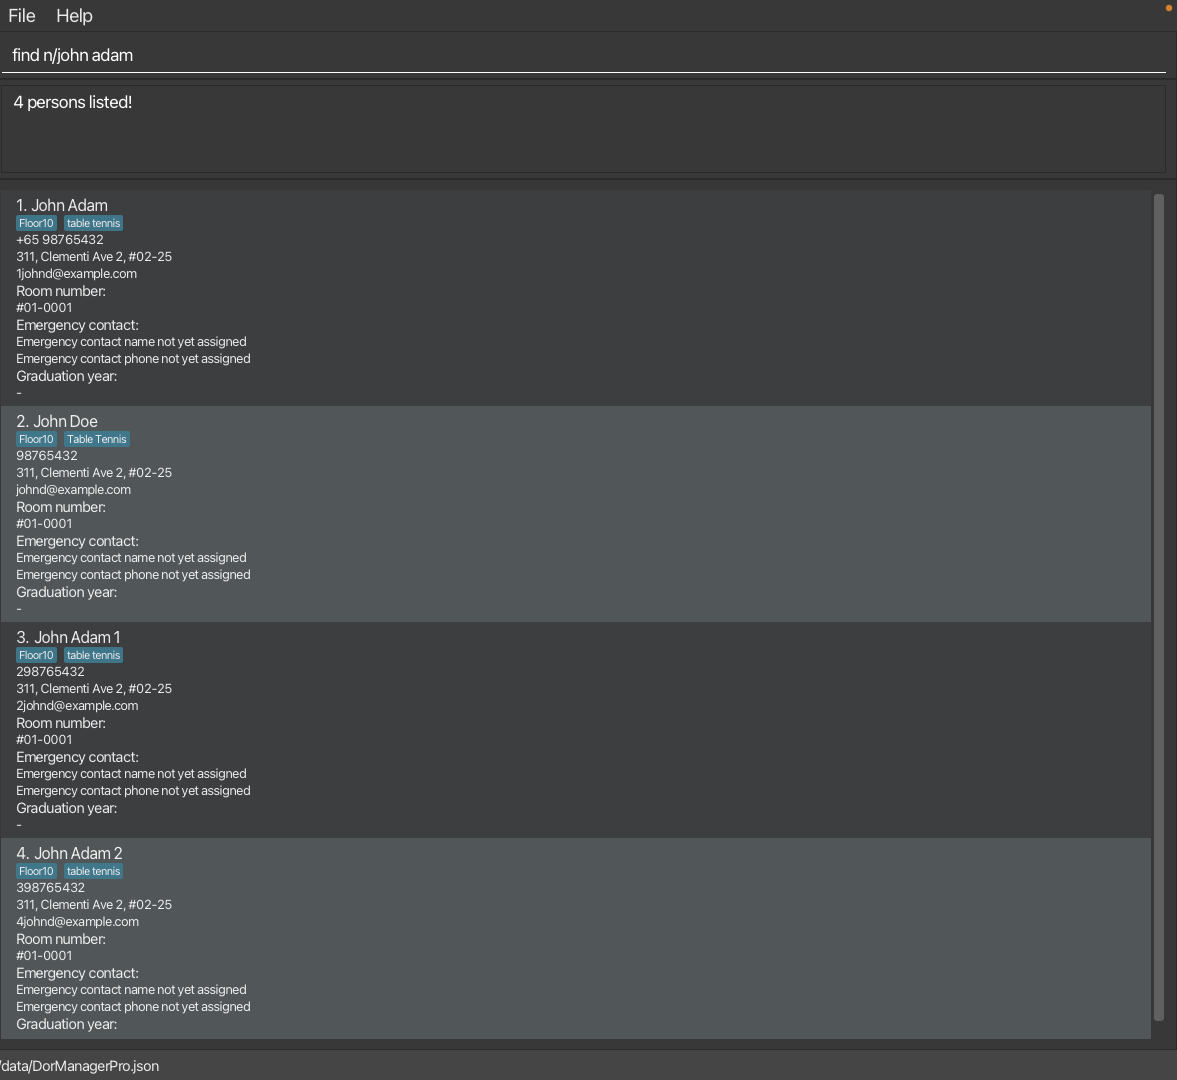 File Help
find n/john adam
4 persons listed!
1. John Adam
Floor10 table tennis
+65 98765432
311, Clementi Ave 2, #02-25
1johnd@example.com
Room number:
#01-0001
Emergency contact:
Emergency contact name not yet assigned
Emergency contact phone not yet assigned
Graduation year:
-
2. John Doe
Floor10 Table Tennis
98765432
311, Clementi Ave 2, #02-25
johnd@example.com
Room number:
#01-0001
Emergency contact:
Emergency contact name not yet assigned
Emergency contact phone not yet assigned
Graduation year:
-
3. John Adam 1
Floor10 table tennis
298765432
311, Clementi Ave 2, #02-25
2johnd@example.com
Room number:
#01-0001
Emergency contact:
Emergency contact name not yet assigned
Emergency contact phone not yet assigned
Graduation year:
-
4. John Adam 2
Floor10 table tennis
398765432
311, Clementi Ave 2, #02-25
4johnd@example.com
Room number:
#01-0001
Emergency contact:
Emergency contact name not yet assigned
Emergency contact phone not yet assigned
Graduation year:
/data/DorManagerPro.json